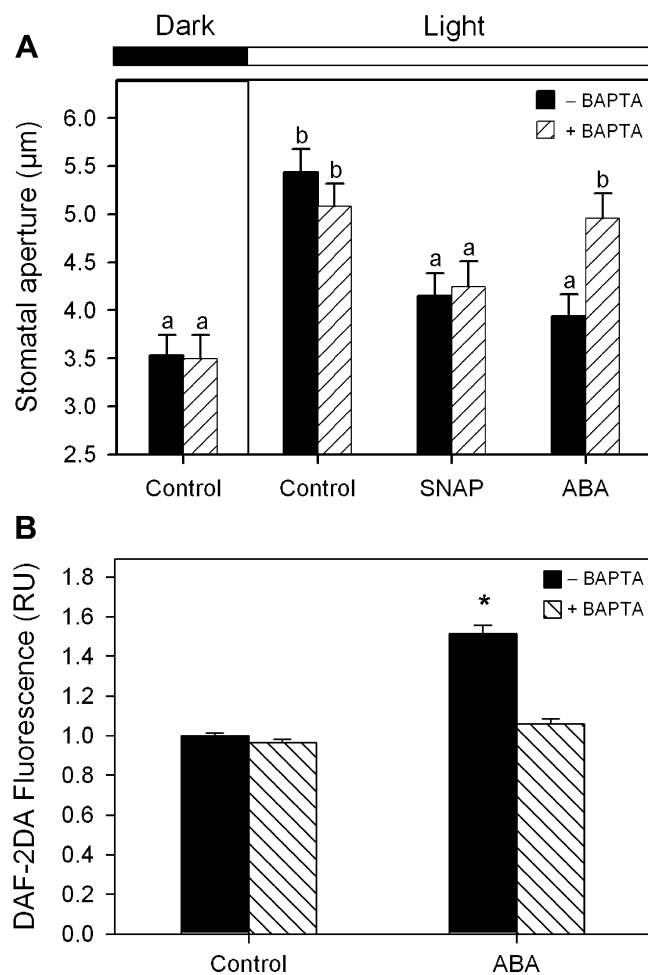 Dark Light
A
– BAPTA
+ BAPTA
Stomatal aperture (µm)
6.0
5.5
5.0
4.5
4.0
3.5
3.0
2.5
a a b b a a a b
Control Control SNAP ABA
B
– BAPTA
+ BAPTA
DAF-2DA Fluorescence (RU)
1.8
1.6
1.4
1.2
1.0
0.8
0.6
0.4
0.2
0.0
*
Control ABA